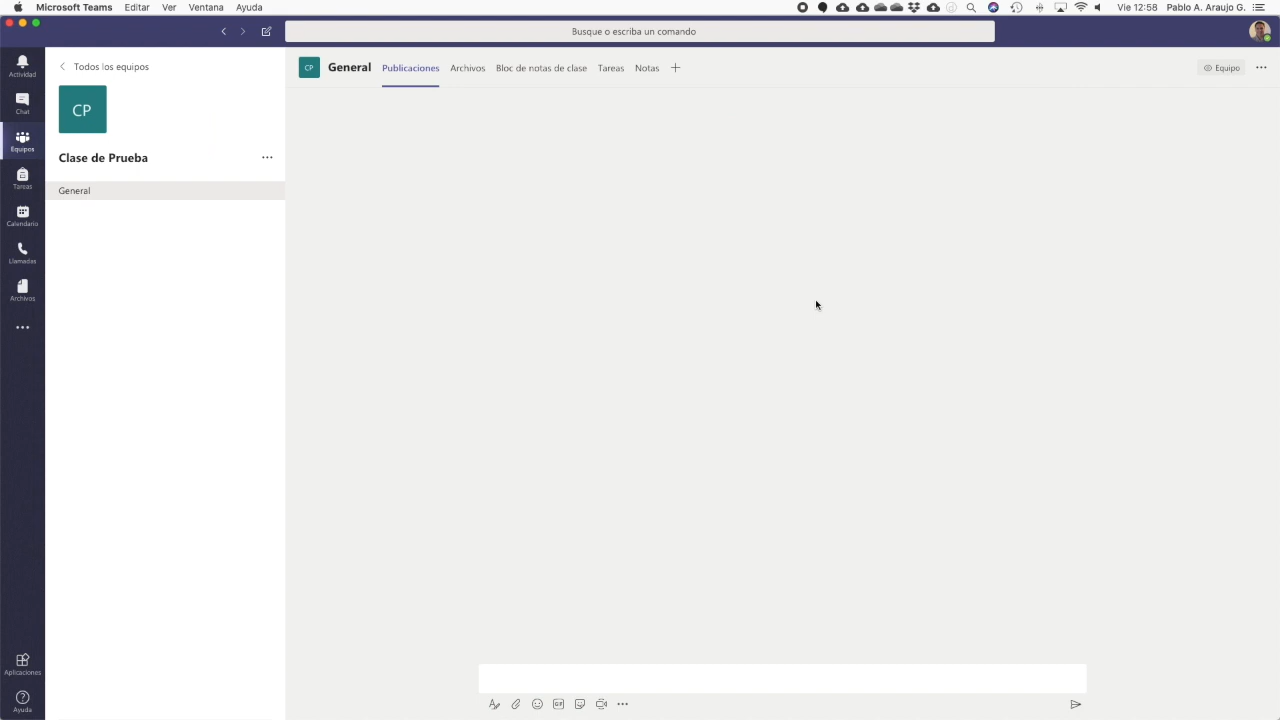 Microsoft Teams Editar Ver Ventana Ayuda
Vie 12:58 Pablo A. Araujo G.
Busque o escriba un comando
Actividad
Chat
Equipos
Tareas
Calendario
Llamadas
Archivos
Aplicaciones
Ayuda
Todos los equipos
CP
Clase de Prueba
General
CP General Publicaciones Archivos Bloc de notas de clase Tareas Notas
Equipo
GIF